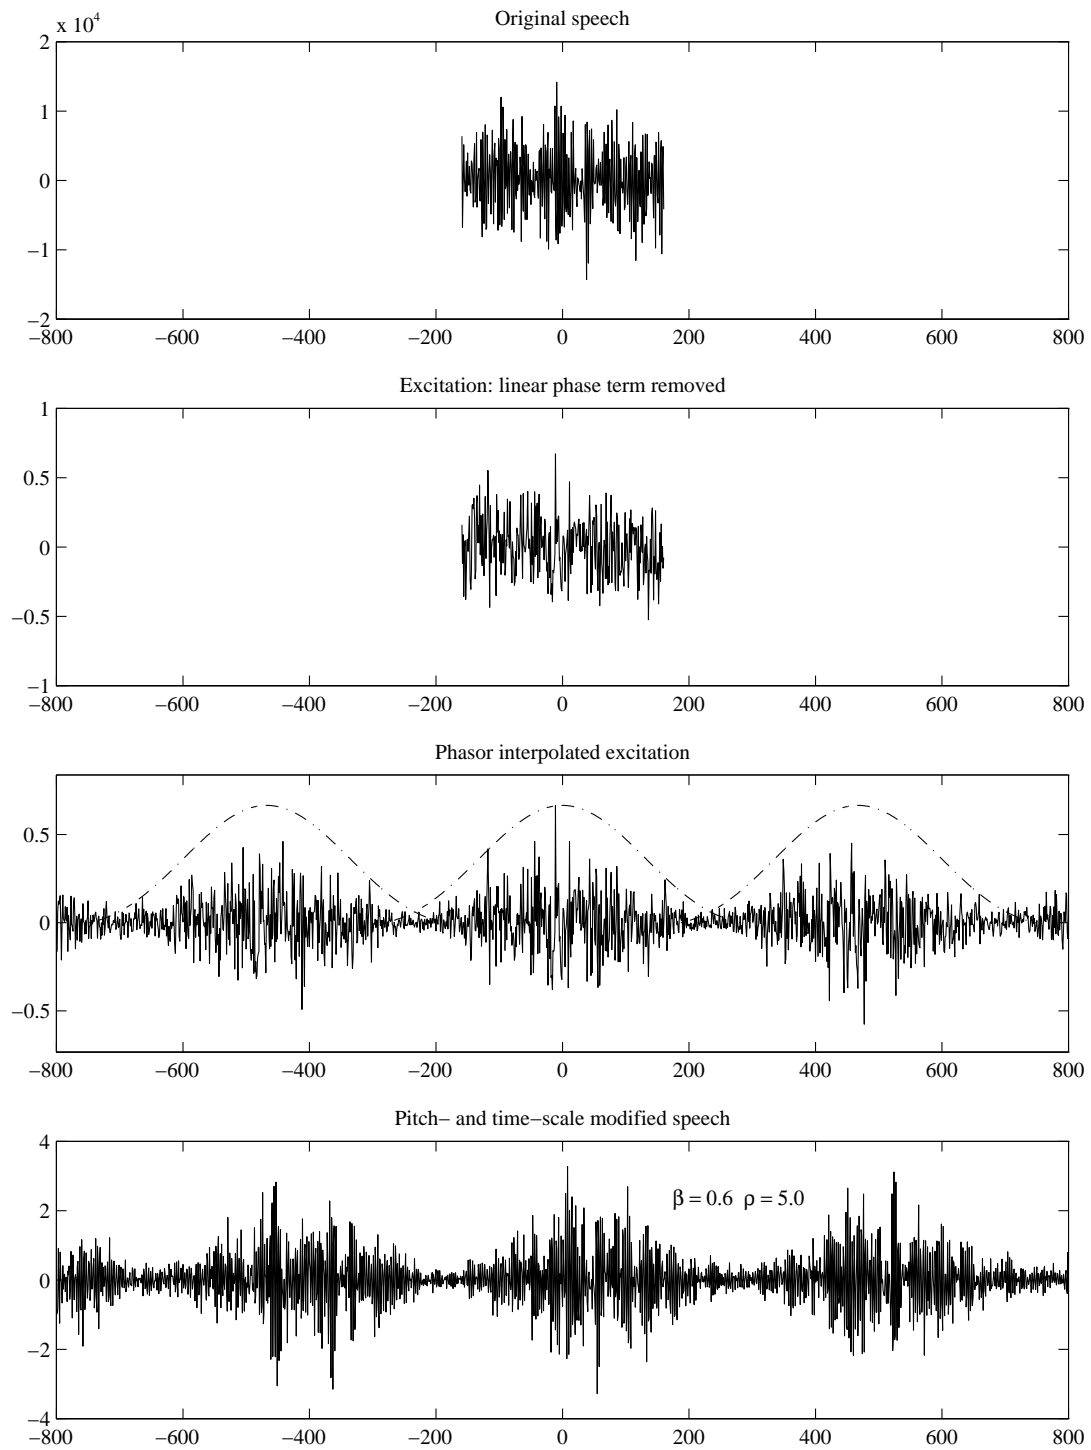 Original speech
x 10⁴
2
1
0
−1
−2
−800 −600 −400 −200 0 200 400 600 800
Excitation: linear phase term removed
1
0.5
0
−0.5
−1
−800 −600 −400 −200 0 200 400 600 800
Phasor interpolated excitation
0.5
0
−0.5
−800 −600 −400 −200 0 200 400 600 800
Pitch− and time−scale modified speech
4
β = 0.6 ρ = 5.0
2
0
−2
−4
−800 −600 −400 −200 0 200 400 600 800